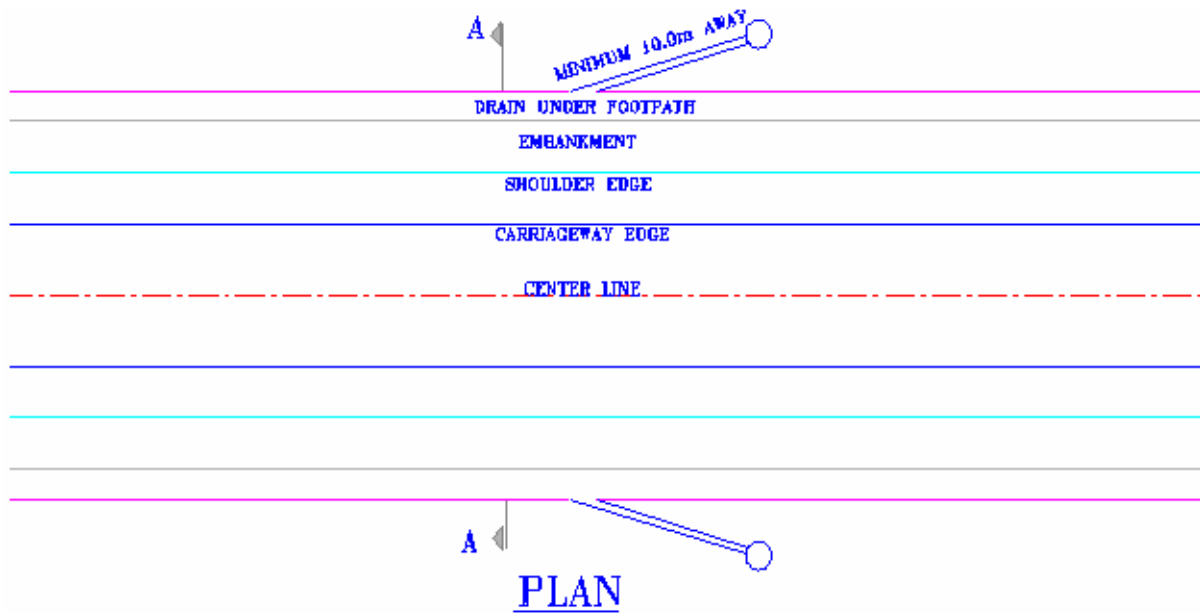 A
MINIMUM 10.0m AWAY
DRAIN UNDER FOOTPATH
EMBANKMENT
SHOULDER EDGE
CARRIAGEWAY EDGE
CENTER LINE
A
PLAN